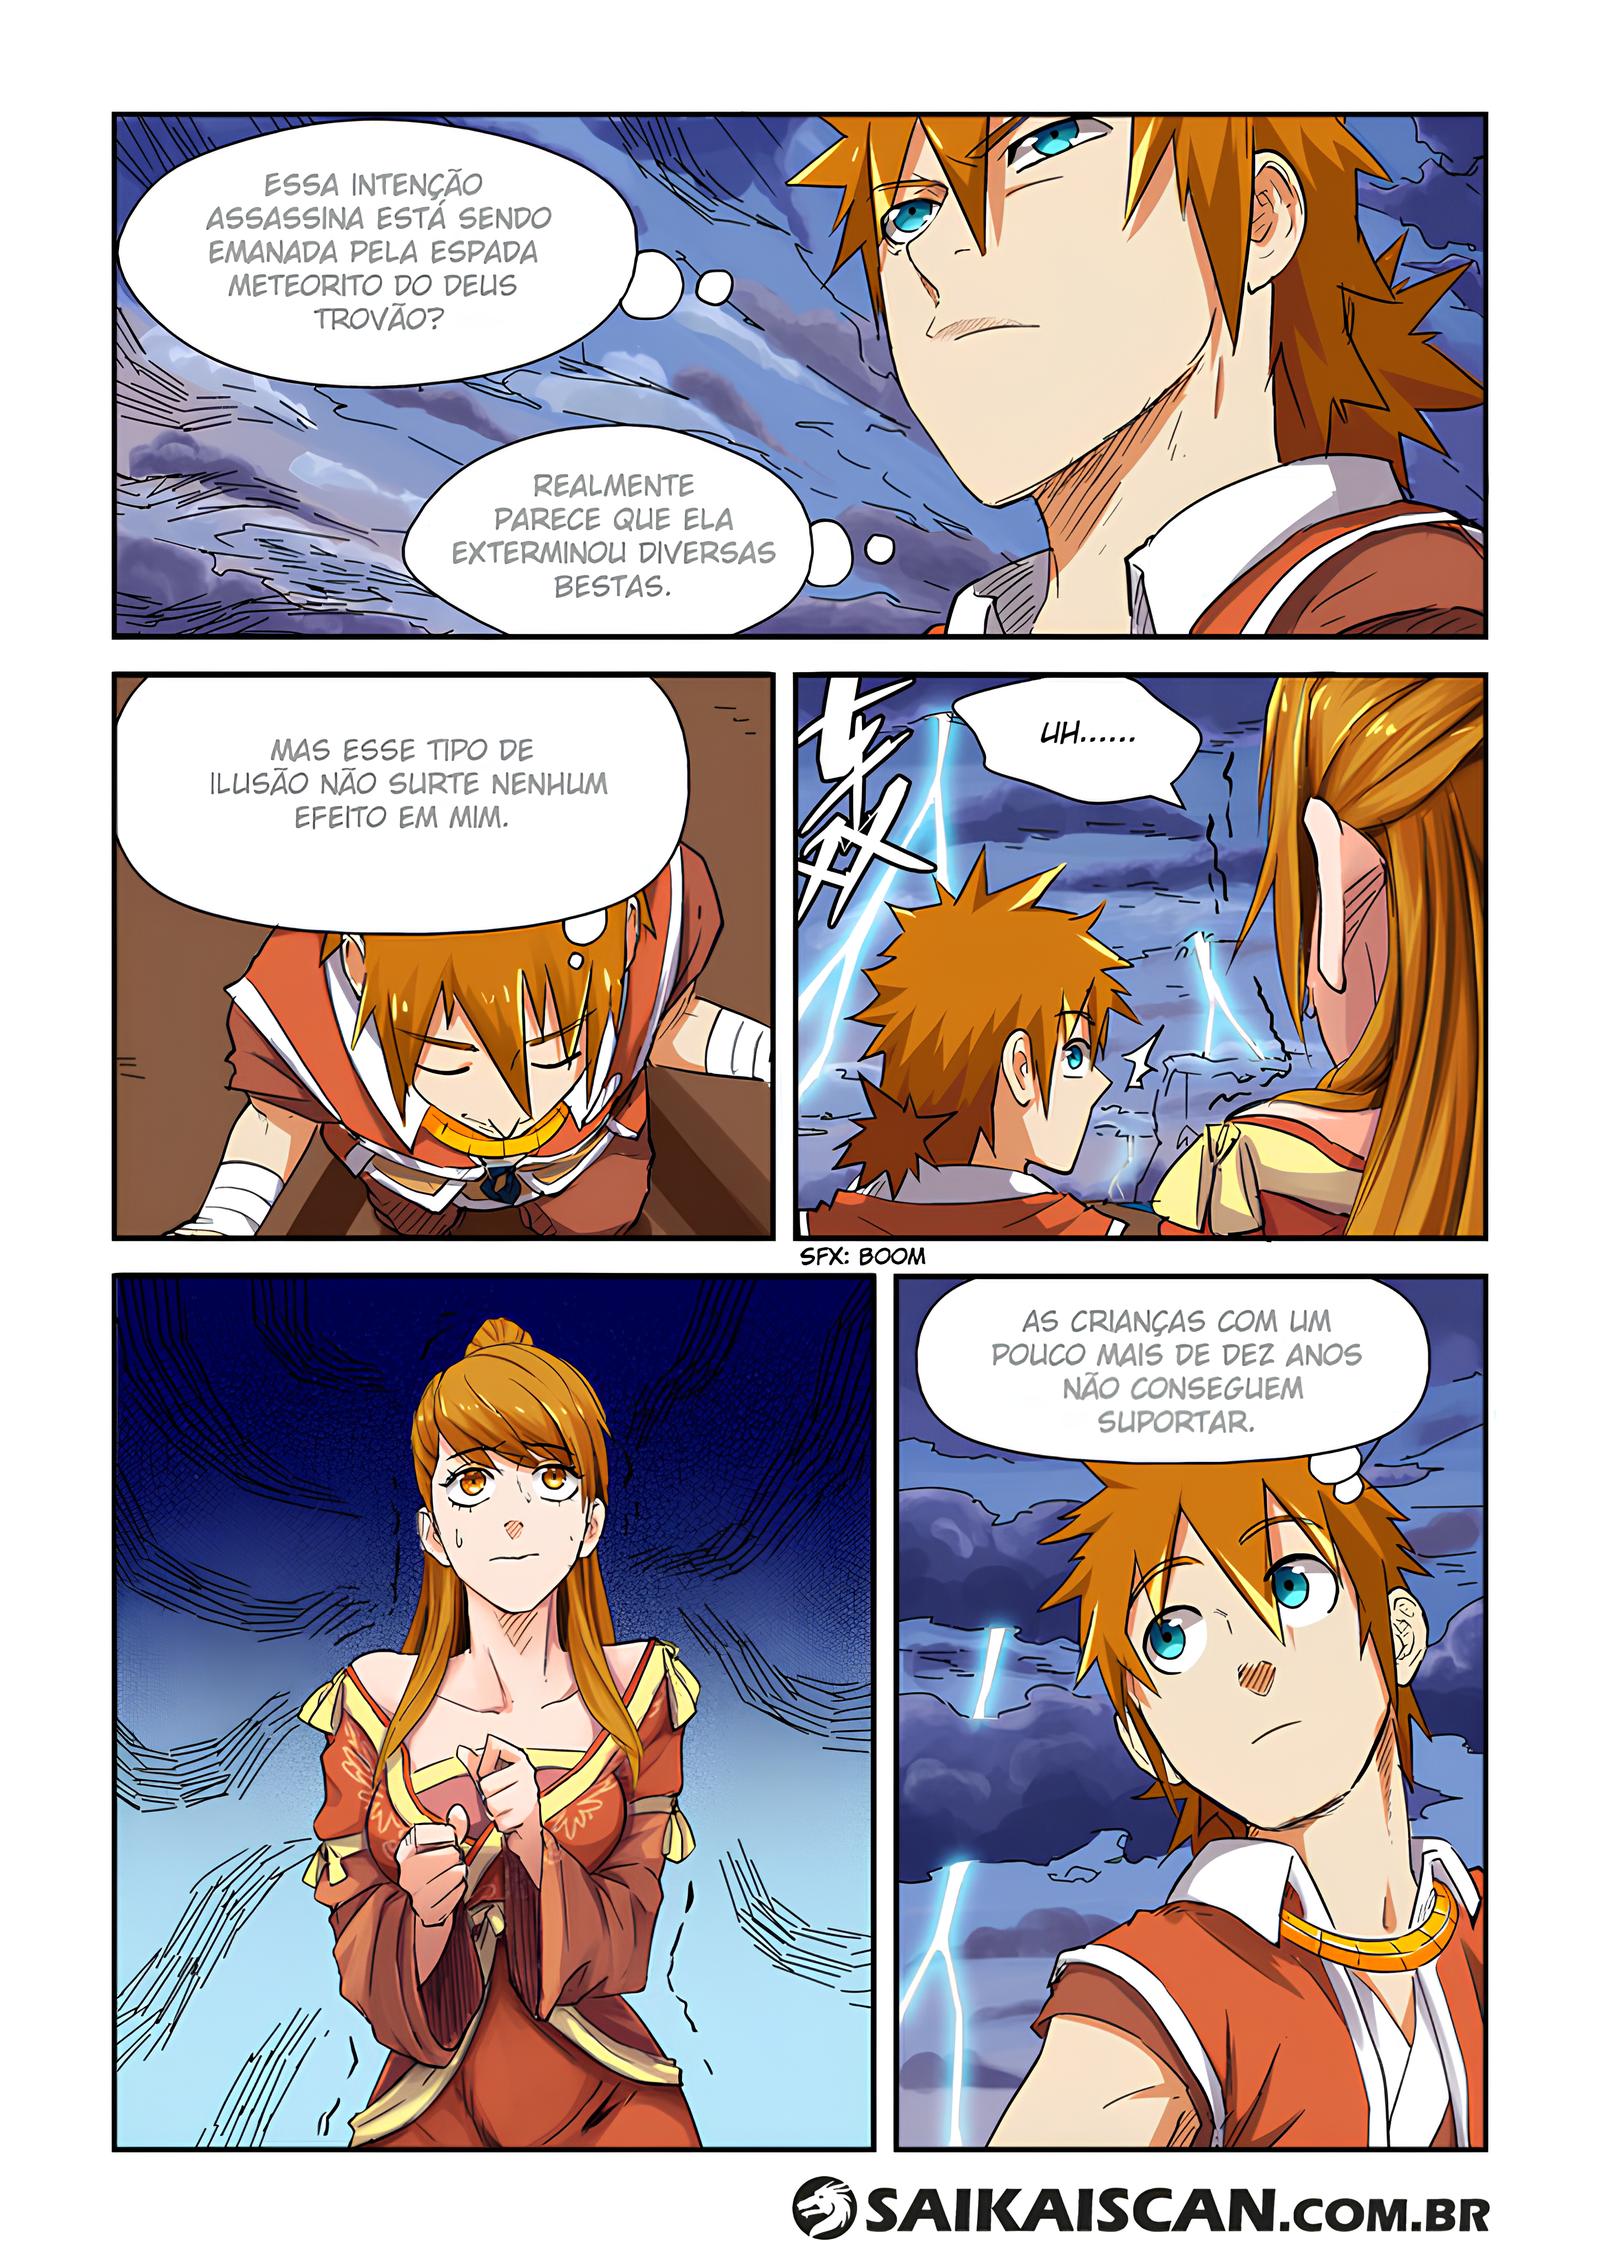 ESSA INTENÇÃO
ASSASSINA ESTÁ SENDO
EMANADA PELA ESPADA
METEORITO DO DEUS
TROVÃO?
REALMENTE
PARECE QUE ELA
EXTERMINOU DIVERSAS
BESTAS.
MAS ESSE TIPO DE
ILUSÃO NÃO SURTE NENHUM
EFEITO EM MIM.
UH......
SFX: BOOM
AS CRIANÇAS COM UM
POUCO MAIS DE DEZ ANOS
NÃO CONSEGUEM
SUPORTAR.
SAIKAISCAN.COM.BR